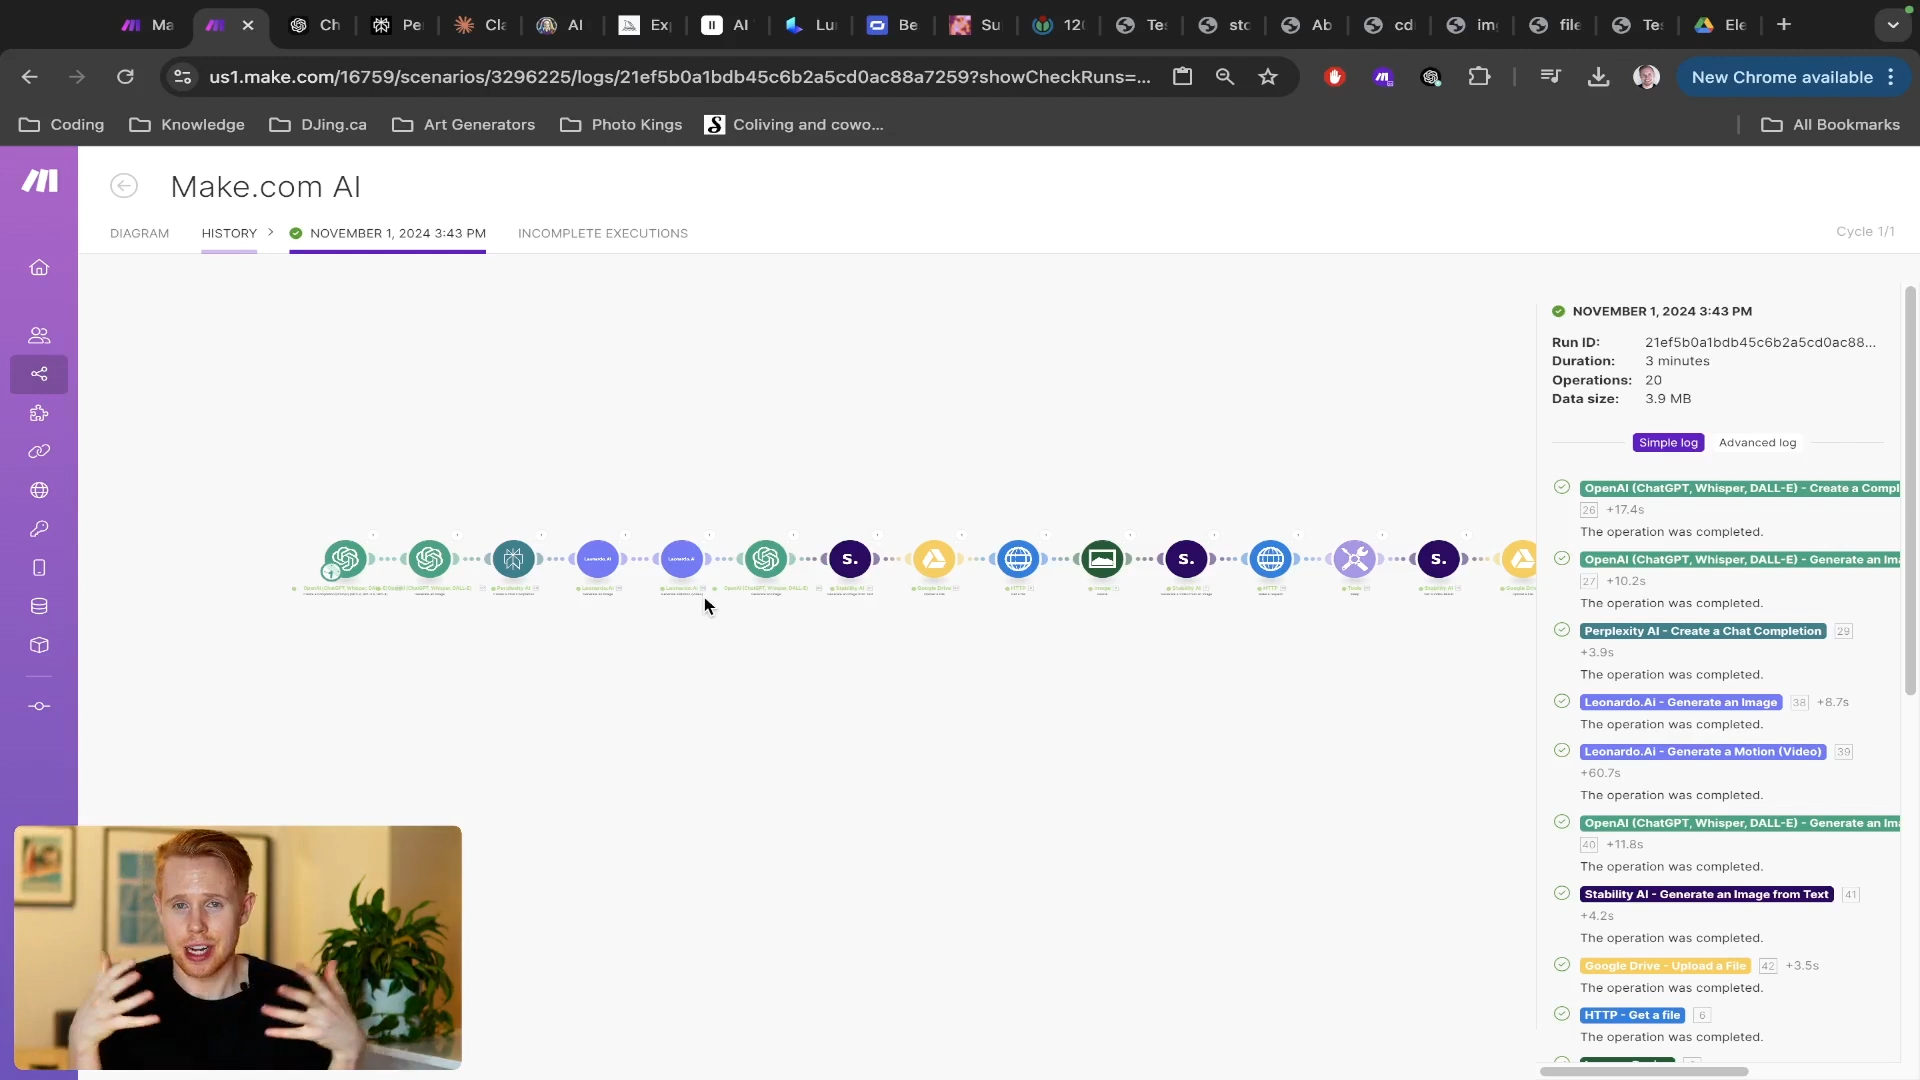 Ma
Ch
Pe
Cla
AI
Ex
AI
Lu
Be
Su
120
Tes
sto
Ab
cd
im
file
Te
Ele
us1.make.com/16759/scenarios/3296225/logs/21ef5b0a1bdb45c6b2a5cd0ac88a7259?showCheckRuns=...
New Chrome available
Coding
Knowledge
DJing.ca
Art Generators
Photo Kings
Coliving and cowo...
All Bookmarks
Make.com AI
DIAGRAM
HISTORY
NOVEMBER 1, 2024 3:43 PM
INCOMPLETE EXECUTIONS
Cycle 1/1
NOVEMBER 1, 2024 3:43 PM
Run ID: 21ef5b0a1bdb45c6b2a5cd0ac88...
Duration: 3 minutes
Operations: 20
Data size: 3.9 MB
Simple log
Advanced log
OpenAI (ChatGPT, Whisper, DALL-E) - Create a Compl
26 +17.4s
The operation was completed.
OpenAI (ChatGPT, Whisper, DALL-E) - Generate an Ima
27 +10.2s
The operation was completed.
Perplexity AI - Create a Chat Completion 29
+3.9s
The operation was completed.
Leonardo.Ai - Generate an Image 38 +8.7s
The operation was completed.
Leonardo.Ai - Generate a Motion (Video) 39
+60.7s
The operation was completed.
OpenAI (ChatGPT, Whisper, DALL-E) - Generate an Ima
40 +11.8s
The operation was completed.
Stability AI - Generate an Image from Text 41
+4.2s
The operation was completed.
Google Drive - Upload a File 42 +3.5s
The operation was completed.
HTTP - Get a file 6
The operation was completed.